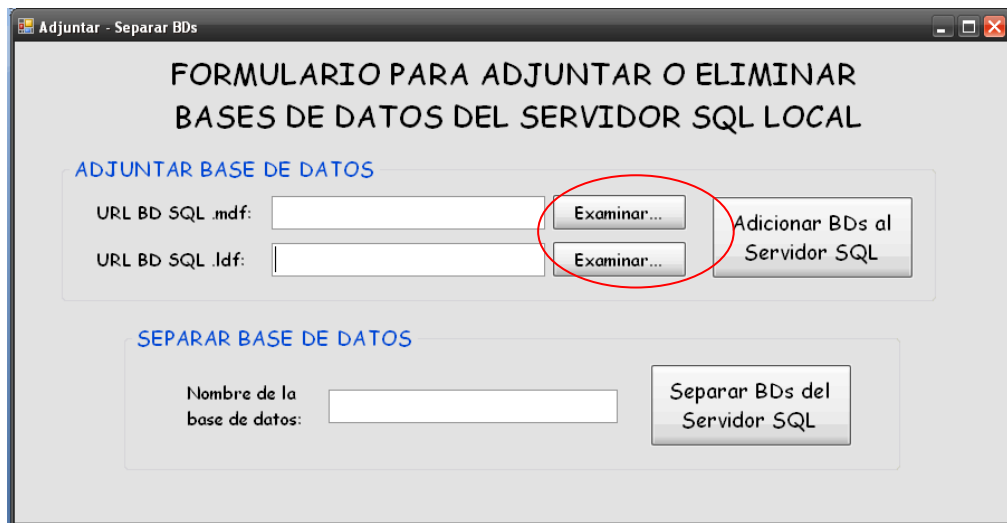 Adjuntar - Separar BDs
FORMULARIO PARA ADJUNTAR O ELIMINAR
BASES DE DATOS DEL SERVIDOR SQL LOCAL
ADJUNTAR BASE DE DATOS
URL BD SQL .mdf:
Examinar...
URL BD SQL .ldf:
Examinar...
Adicionar BDs al
Servidor SQL
SEPARAR BASE DE DATOS
Nombre de la
base de datos:
Separar BDs del
Servidor SQL